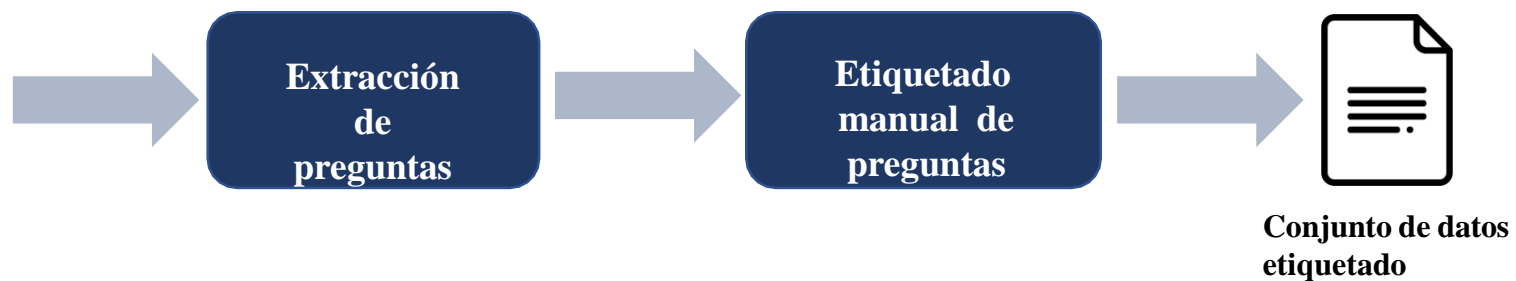 Extracción
de
preguntas
Etiquetado
manual de
preguntas
Conjunto de datos
etiquetado